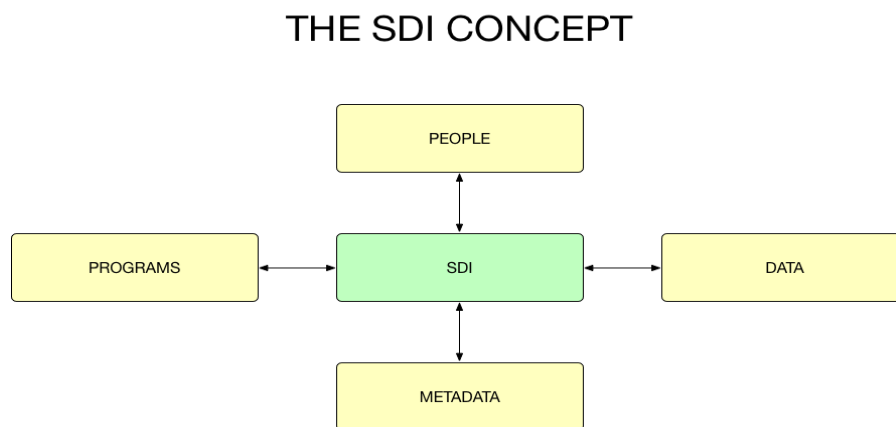 THE SDI CONCEPT
PEOPLE
PROGRAMS
SDI
DATA
METADATA